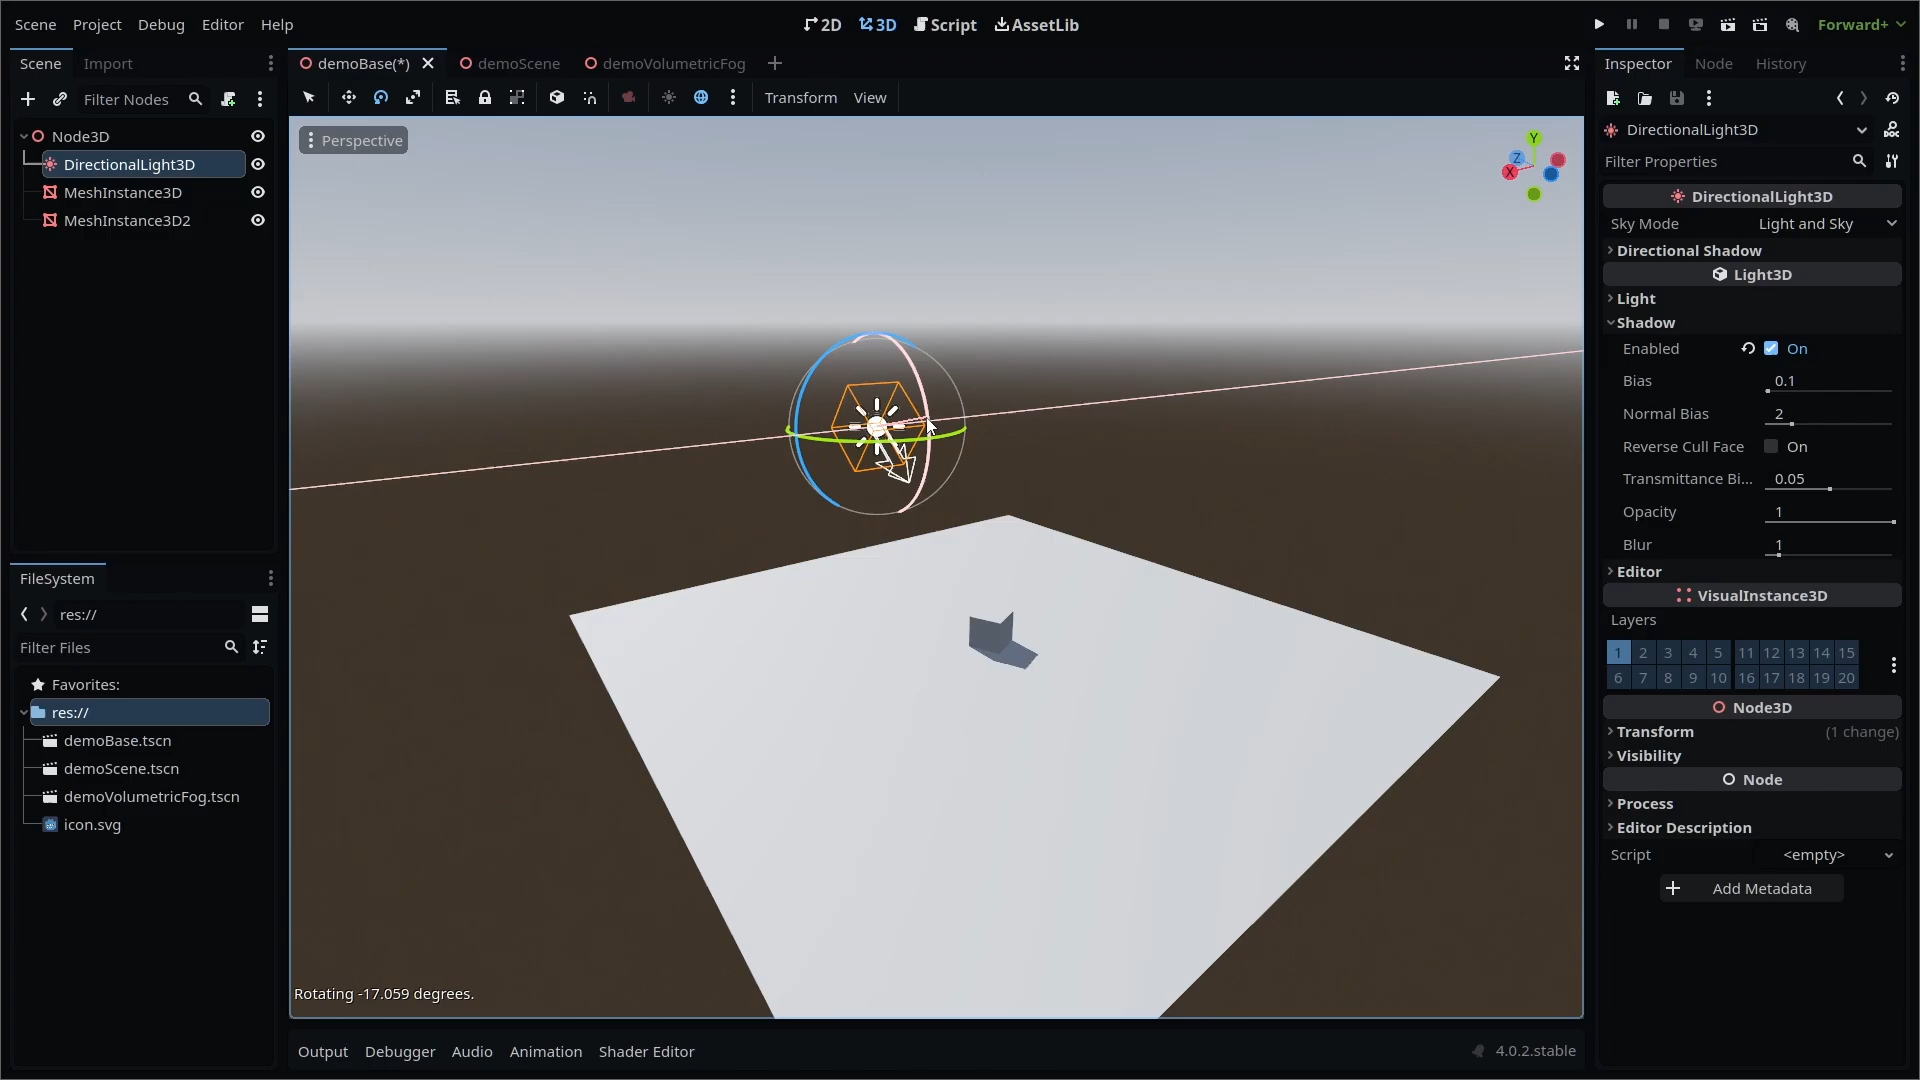 Scene Project Debug Editor Help
2D 3D Script AssetLib
Forward+
Scene Import
Filter Nodes
Node3D
DirectionalLight3D
MeshInstance3D
MeshInstance3D2
FileSystem
res://
Filter Files
Favorites:
res://
demoBase.tscn
demoScene.tscn
demoVolumetricFog.tscn
icon.svg
demoBase(*) demoScene demoVolumetricFog
Transform View
Perspective
Y
Z
X
Rotating -17.059 degrees.
Output Debugger Audio Animation Shader Editor
4.0.2.stable
Inspector Node History
DirectionalLight3D
Filter Properties
DirectionalLight3D
Sky Mode Light and Sky
Directional Shadow
Light3D
Light
Shadow
Enabled On
Bias 0.1
Normal Bias 2
Reverse Cull Face On
Transmittance Bi... 0.05
Opacity 1
Blur 1
Editor
VisualInstance3D
Layers
1 2 3 4 5 11 12 13 14 15
6 7 8 9 10 16 17 18 19 20
Node3D
Transform (1 change)
Visibility
Node
Process
Editor Description
Script <empty>
Add Metadata